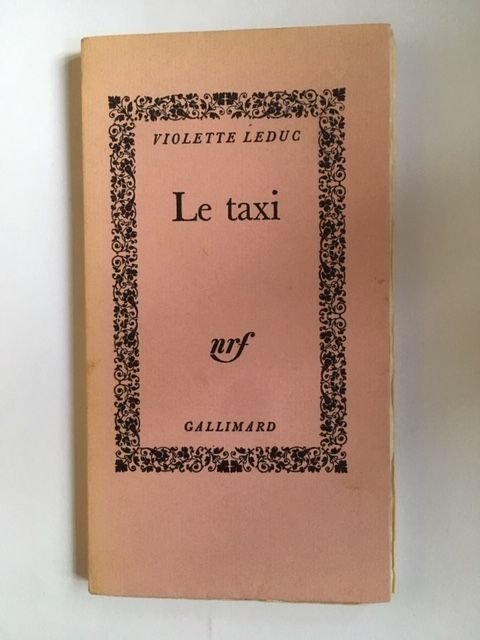 VIOLETTE LEDUC
Le taxi
nrf
GALLIMARD